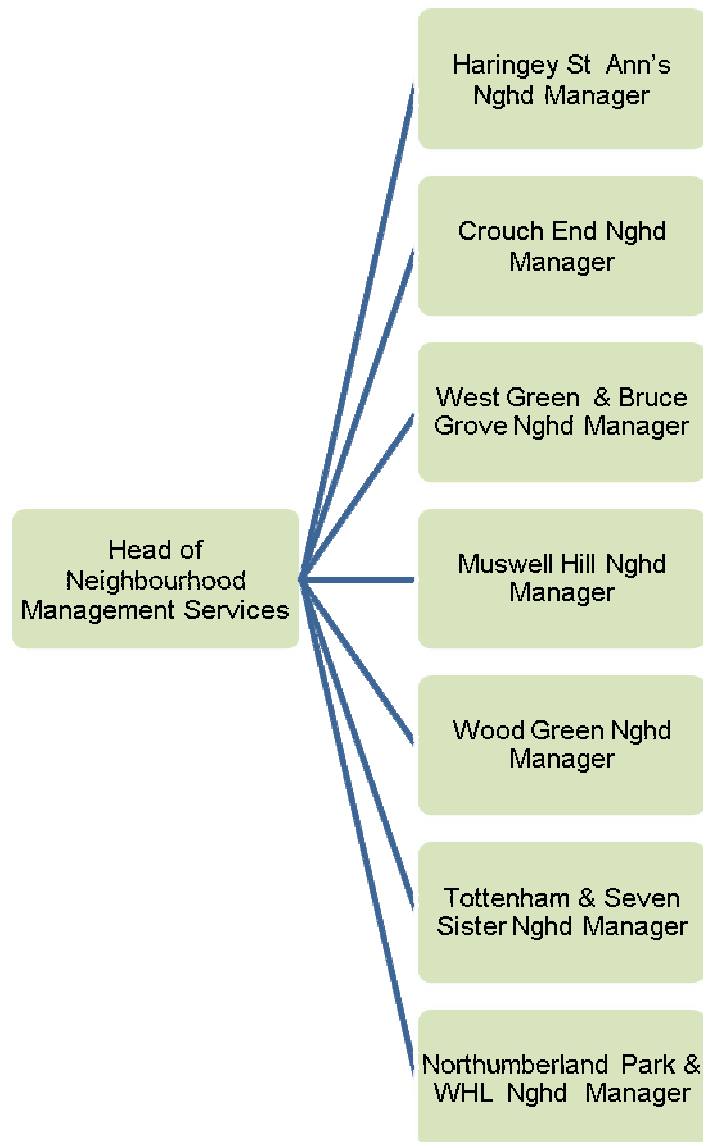 Haringey St Ann's
Nghd Manager
Crouch End Nghd
Manager
West Green & Bruce
Grove Nghd Manager
Head of
Neighbourhood
Management Services
Muswell Hill Nghd
Manager
Wood Green Nghd
Manager
Tottenham & Seven
Sister Nghd Manager
Northumberland Park &
WHL Nghd Manager